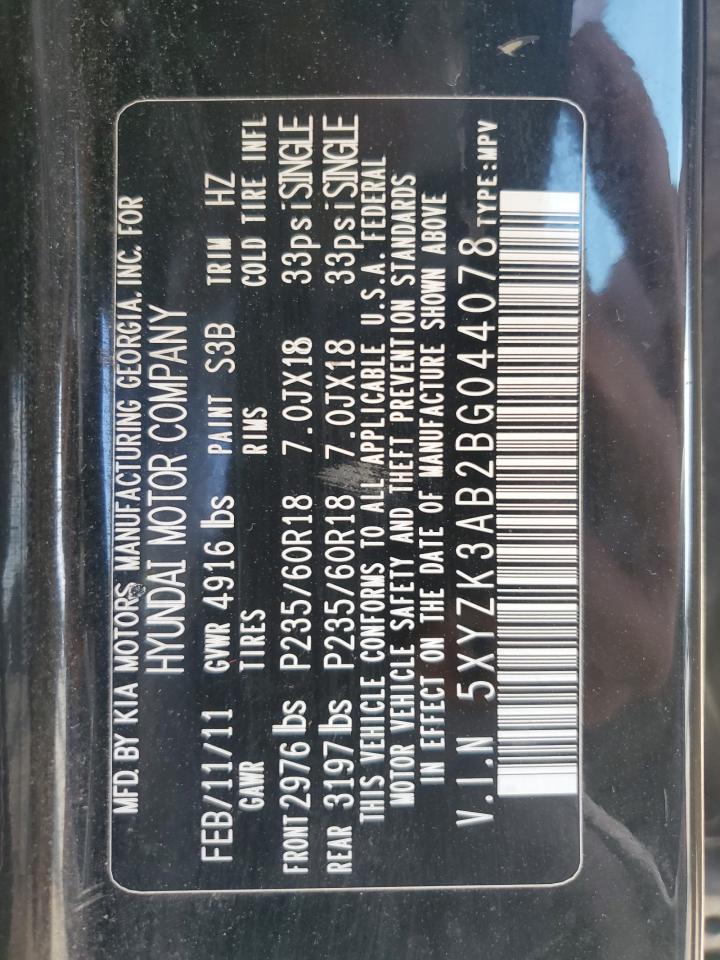 MFD. BY KIA MOTORS MANUFACTURING GEORGIA, INC. FOR
HYUNDAI MOTOR COMPANY
FEB/11/11 GVWR 4916 lbs PAINT S3B TRIM HZ
GAWR TIRES RIMS COLD TIRE INFL
FRONT 2976 lbs P235/60R18 7.0JX18 33psi SINGLE
REAR 3197 lbs P235/60R18 7.0JX18 33psi SINGLE
THIS VEHICLE CONFORMS TO ALL APPLICABLE U.S.A. FEDERAL
MOTOR VEHICLE SAFETY AND THEFT PREVENTION STANDARDS
IN EFFECT ON THE DATE OF MANUFACTURE SHOWN ABOVE
V.I.N 5XYZK3AB2BG044078 TYPE:MPV